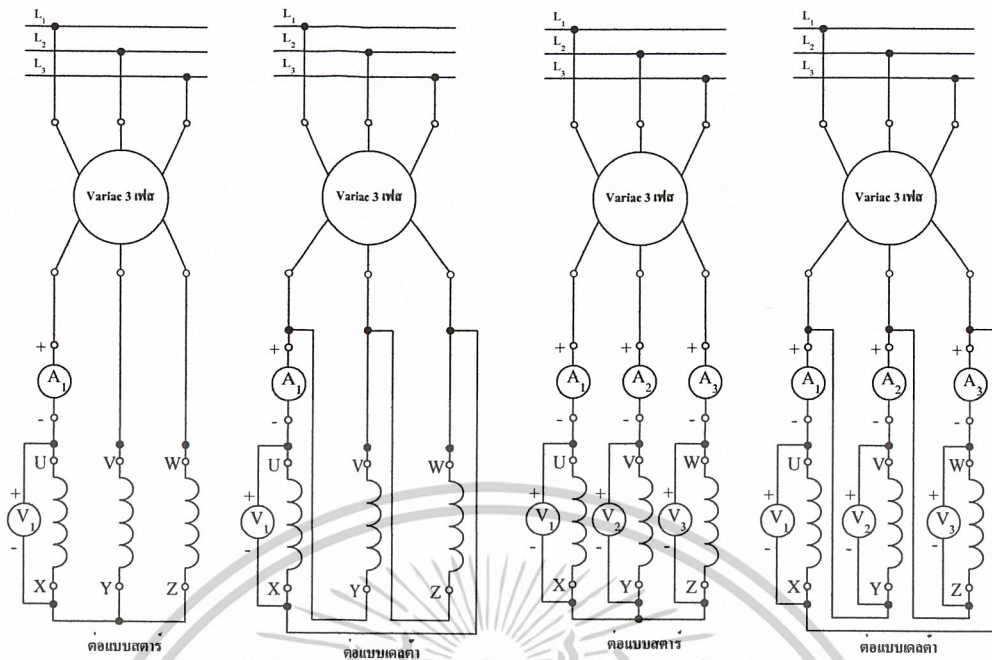 L₁
L₂
L₃
Variac 3 เฟส
+
A₁
-
U
V
W
+
V₁
-
X
Y
Z
ต่อแบบสตาร์
L₁
L₂
L₃
Variac 3 เฟส
+
A₁
-
U
V
W
+
V₁
-
X
Y
Z
ต่อแบบเดลต้า
L₁
L₂
L₃
Variac 3 เฟส
+ + +
A₁ A₂ A₃
- - -
U V W
+ + +
V₁ V₂ V₃
- - -
X Y Z
ต่อแบบสตาร์
L₁
L₂
L₃
Variac 3 เฟส
+ + +
A₁ A₂ A₃
- - -
U V W
+ + +
V₁ V₂ V₃
- - -
X Y Z
ต่อแบบเดลต้า